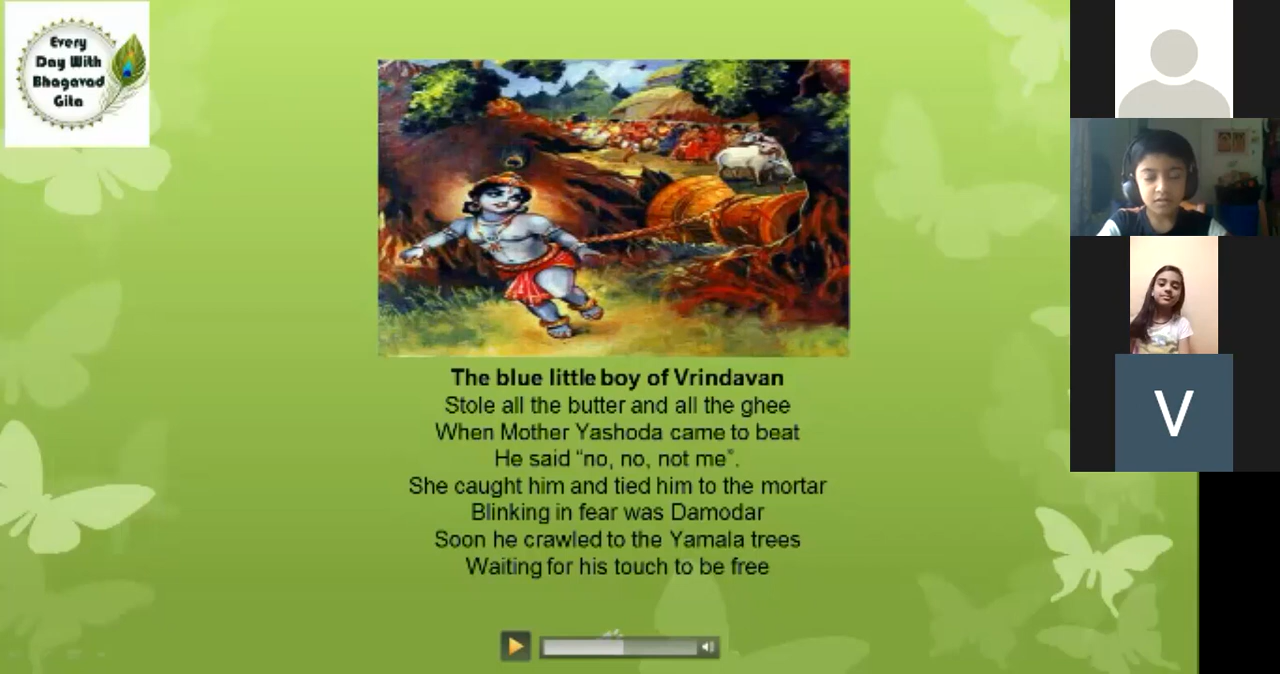 Every
Day With
Bhagavad
Gita
The blue little boy of Vrindavan
Stole all the butter and all the ghee
When Mother Yashoda came to beat
He said “no, no, not me”.
She caught him and tied him to the mortar
Blinking in fear was Damodar
Soon he crawled to the Yamala trees
Waiting for his touch to be free
V